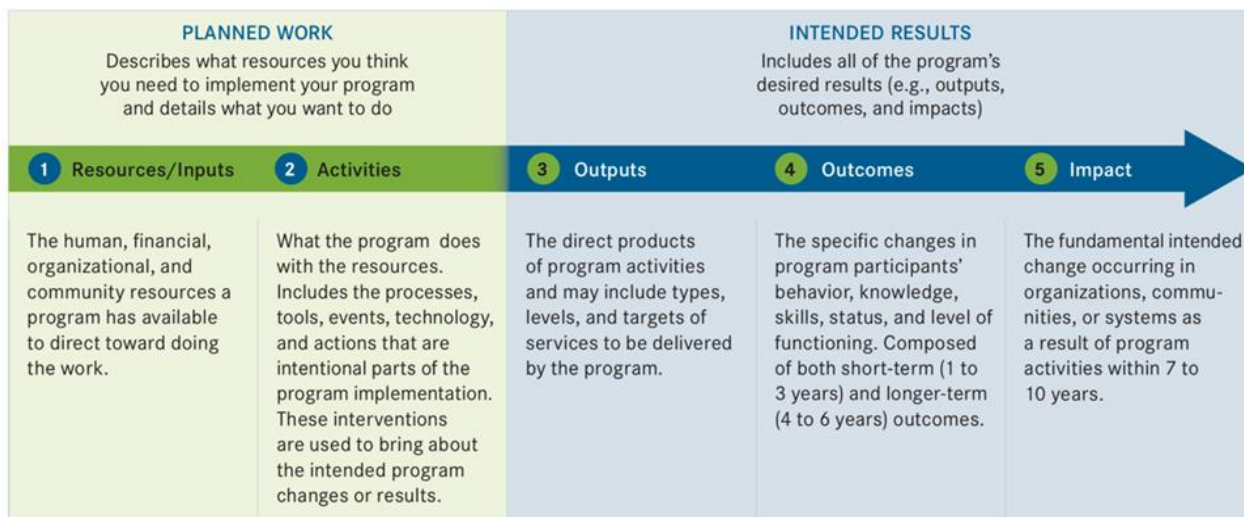 PLANNED WORK
Describes what resources you think
you need to implement your program
and details what you want to do
INTENDED RESULTS
Includes all of the program's
desired results (e.g., outputs,
outcomes, and impacts)
1 Resources/Inputs
2 Activities
3 Outputs
4 Outcomes
5 Impact
The human, financial,
organizational, and
community resources a
program has available
to direct toward doing
the work.
What the program does
with the resources.
Includes the processes,
tools, events, technology,
and actions that are
intentional parts of the
program implementation.
These interventions
are used to bring about
the intended program
changes or results.
The direct products
of program activities
and may include types,
levels, and targets of
services to be delivered
by the program.
The specific changes in
program participants'
behavior, knowledge,
skills, status, and level of
functioning. Composed
of both short-term (1 to
3 years) and longer-term
(4 to 6 years) outcomes.
The fundamental intended
change occurring in
organizations, commu-
nities, or systems as
a result of program
activities within 7 to
10 years.